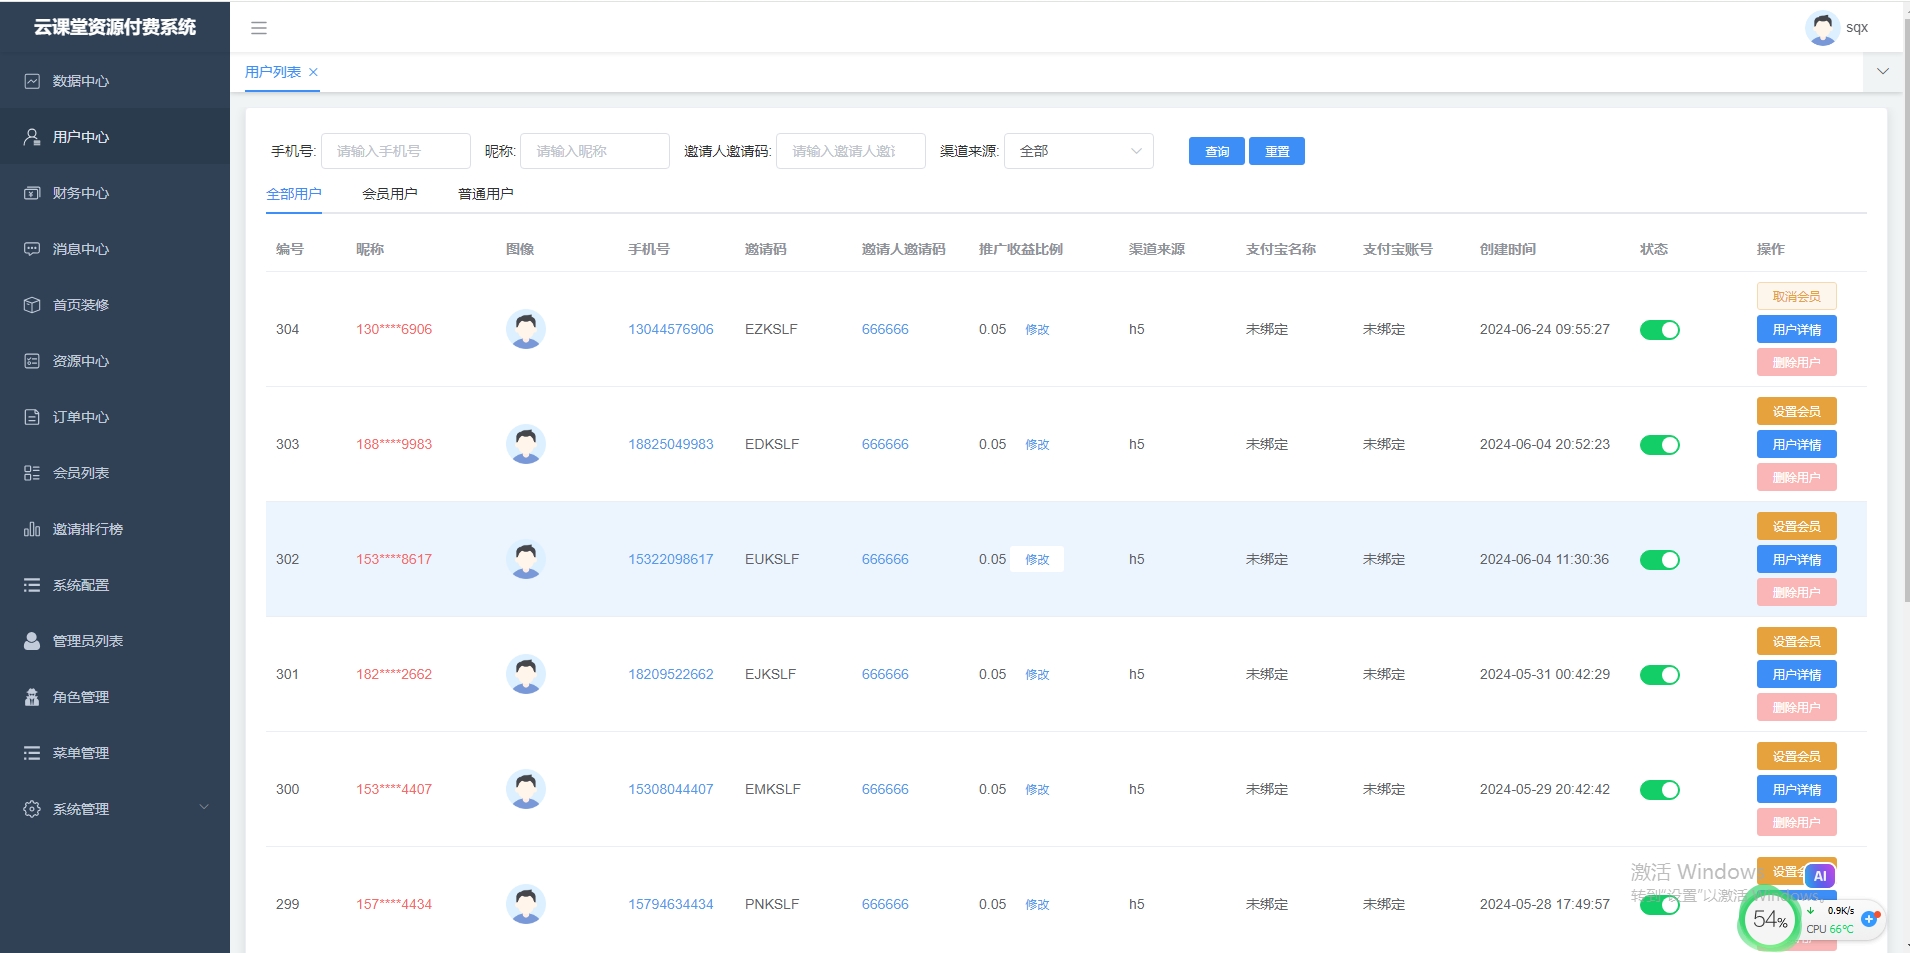 云课堂资源付费系统
sqx
数据中心
用户中心
财务中心
消息中心
首页装修
资源中心
订单中心
会员列表
邀请排行榜
系统配置
管理员列表
角色管理
菜单管理
系统管理
用户列表
手机号: 请输入手机号 昵称: 请输入昵称 邀请人邀请码: 请输入邀请人邀 渠道来源: 全部 查询 重置
全部用户 会员用户 普通用户
编号 昵称 图像 手机号 邀请码 邀请人邀请码 推广收益比例 渠道来源 支付宝名称 支付宝账号 创建时间 状态 操作
304 130****6906 13044576906 EZKSLF 666666 0.05 修改 h5 未绑定 未绑定 2024-06-24 09:55:27 取消会员 用户详情 删除用户
303 188****9983 18825049983 EDKSLF 666666 0.05 修改 h5 未绑定 未绑定 2024-06-04 20:52:23 设置会员 用户详情 删除用户
302 153****8617 15322098617 EUKSLF 666666 0.05 修改 h5 未绑定 未绑定 2024-06-04 11:30:36 设置会员 用户详情 删除用户
301 182****2662 18209522662 EJKSLF 666666 0.05 修改 h5 未绑定 未绑定 2024-05-31 00:42:29 设置会员 用户详情 删除用户
300 153****4407 15308044407 EMKSLF 666666 0.05 修改 h5 未绑定 未绑定 2024-05-29 20:42:42 设置会员 用户详情 删除用户
299 157****4434 15794634434 PNKSLF 666666 0.05 修改 h5 未绑定 未绑定 2024-05-28 17:49:57 设置
激活 Window
转到"设置"以激活 Windows。
AI
54%
0.9K/s
CPU 66℃